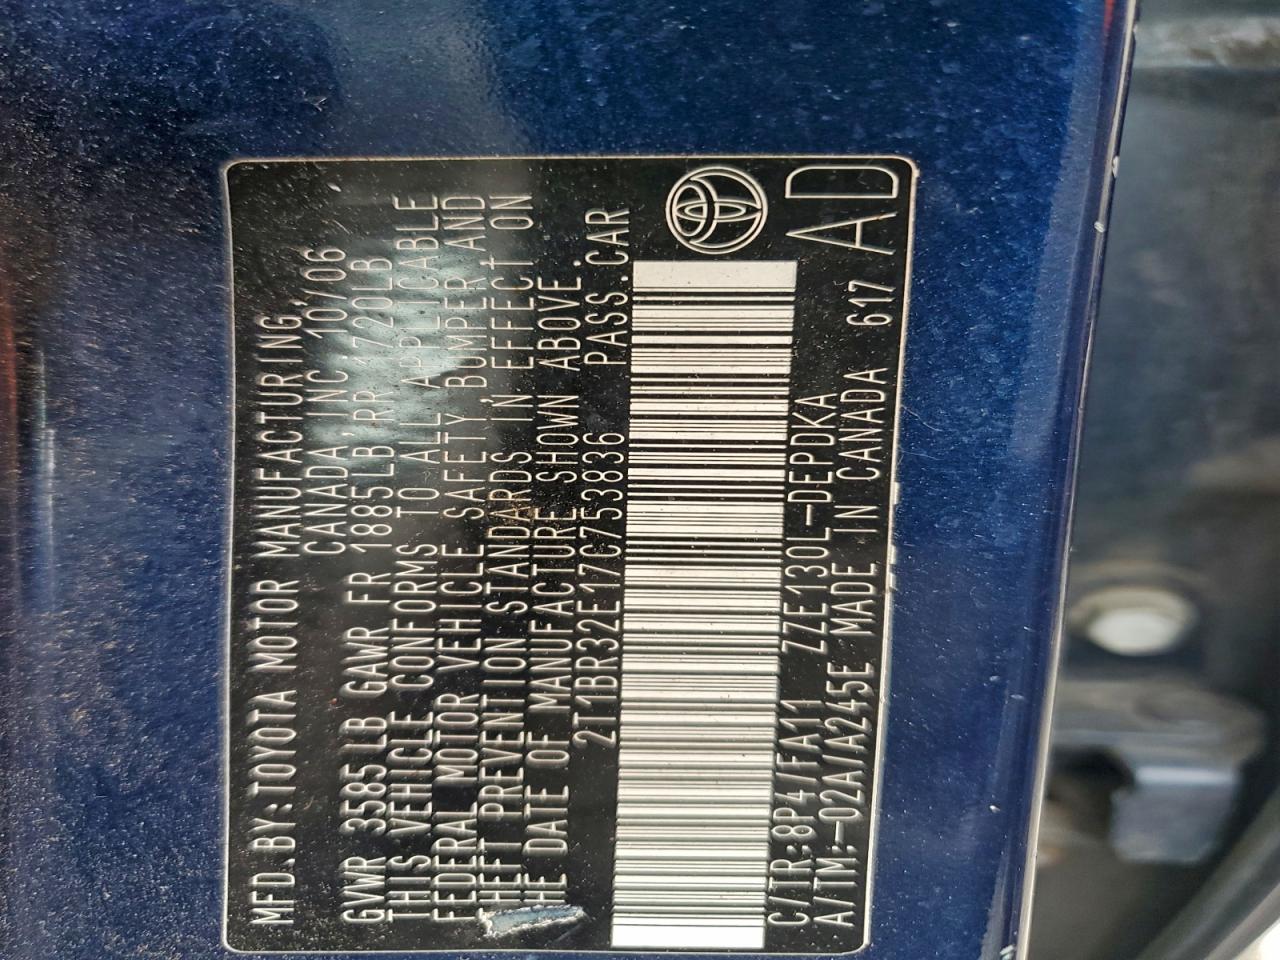 MFD.BY:TOYOTA MOTOR MANUFACTURING,
CANADA,INC 10/06
GVWR 3585LB GAWR FR 1885LB,RR 1720LB
THIS VEHICLE CONFORMS TO ALL APPLICABLE
FEDERAL MOTOR VEHICLE SAFETY,BUMPER,AND
THEFT PREVENTION STANDARDS IN EFFECT ON
THE DATE OF MANUFACTURE SHOWN ABOVE.
2T1BR32E17C753836 PASS.CAR
C/TR:8P4/FA11 ZZE130L-DEPDKA
A/TM:-02A/A245E MADE IN CANADA 617 AD